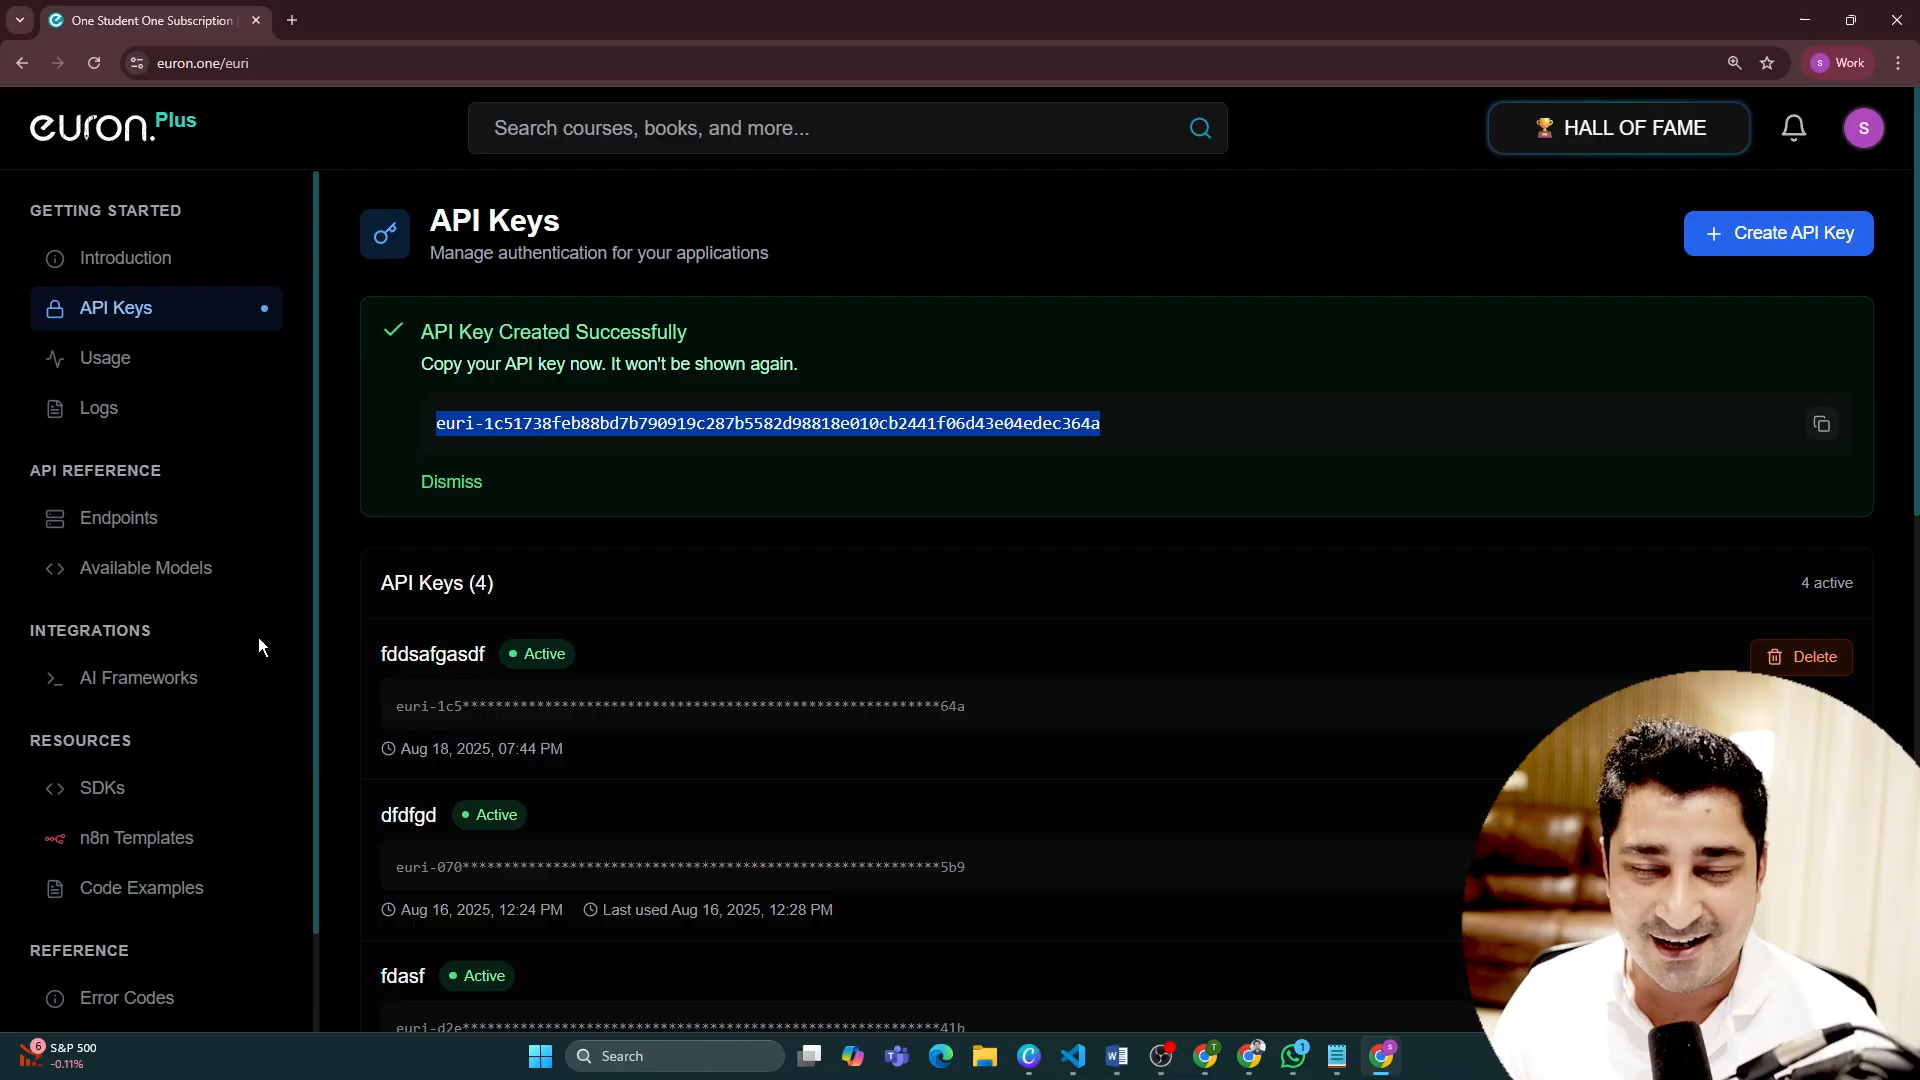 One Student One Subscription
euron.one/euri
Work
euron.Plus
Search courses, books, and more...
🏆 HALL OF FAME
S
GETTING STARTED
Introduction
API Keys
Usage
Logs
API REFERENCE
Endpoints
Available Models
INTEGRATIONS
AI Frameworks
RESOURCES
SDKs
n8n Templates
Code Examples
REFERENCE
Error Codes
API Keys
Manage authentication for your applications
+ Create API Key
API Key Created Successfully
Copy your API key now. It won't be shown again.
euri-1c51738feb88bd7b790919c287b5582d98818e010cb2441f06d43e04edec364a
Dismiss
API Keys (4)
4 active
fddsafgasdf
Active
Delete
euri-1c5**********************************************************64a
Aug 18, 2025, 07:44 PM
dfdfgd
Active
euri-070**********************************************************5b9
Aug 16, 2025, 12:24 PM
Last used Aug 16, 2025, 12:28 PM
fdasf
Active
euri-d2e**********************************************************41b
6
S&P 500
-0.11%
Search
1